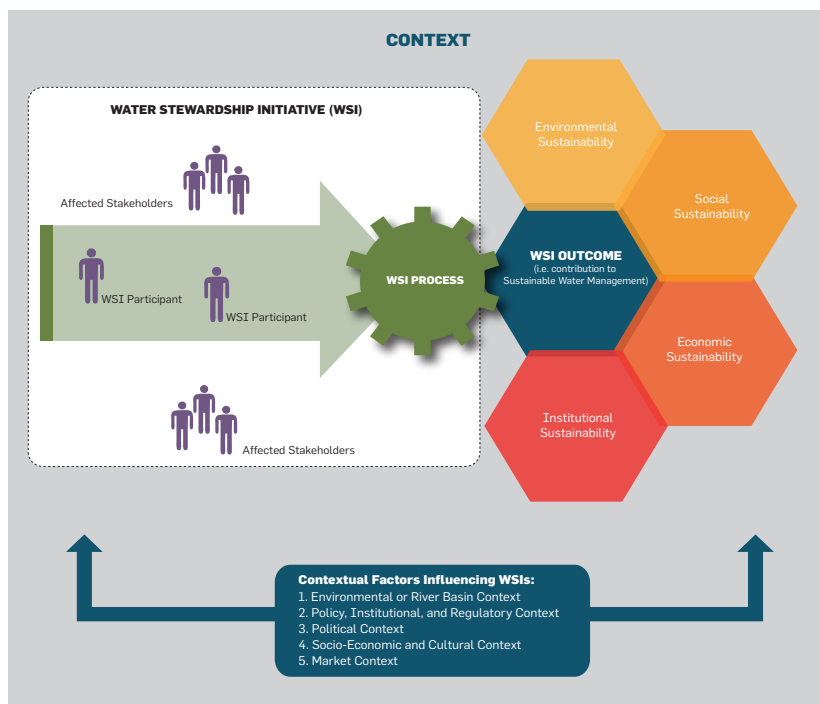 CONTEXT
WATER STEWARDSHIP INITIATIVE (WSI)
Affected Stakeholders
WSI Participant
WSI Participant
Affected Stakeholders
WSI PROCESS
Environmental
Sustainability
Social
Sustainability
WSI OUTCOME
(i.e. contribution to
Sustainable Water Management)
Economic
Sustainability
Institutional
Sustainability
Contextual Factors Influencing WSIs:
1. Environmental or River Basin Context
2. Policy, Institutional, and Regulatory Context
3. Political Context
4. Socio-Economic and Cultural Context
5. Market Context